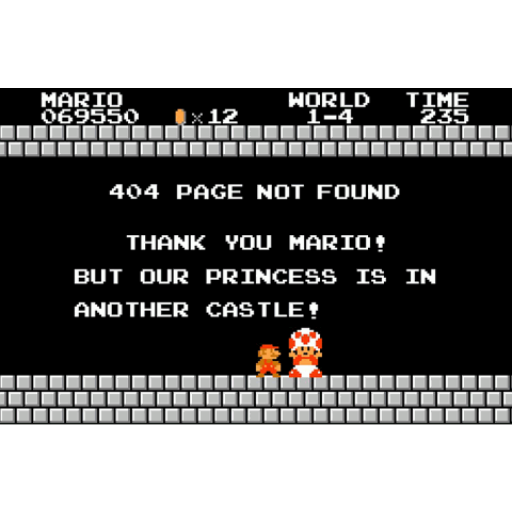 MARIO WORLD TIME
069550 ×12 1-4 235
404 PAGE NOT FOUND
THANK YOU MARIO!
BUT OUR PRINCESS IS IN
ANOTHER CASTLE!